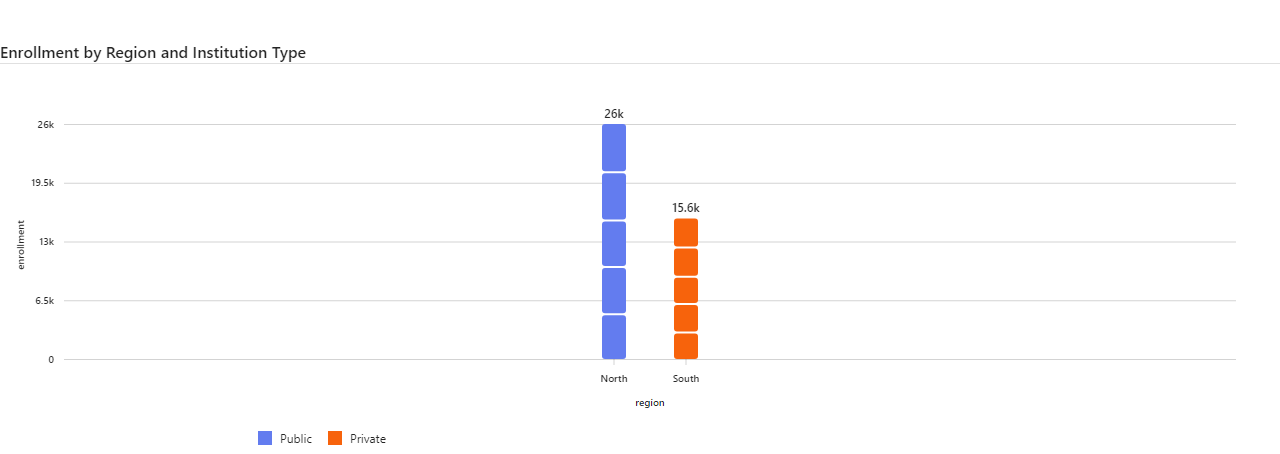 Enrollment by Region and Institution Type
26k
26k
19.5k
15.6k
13k
6.5k
0
enrollment
North South
region
Public Private